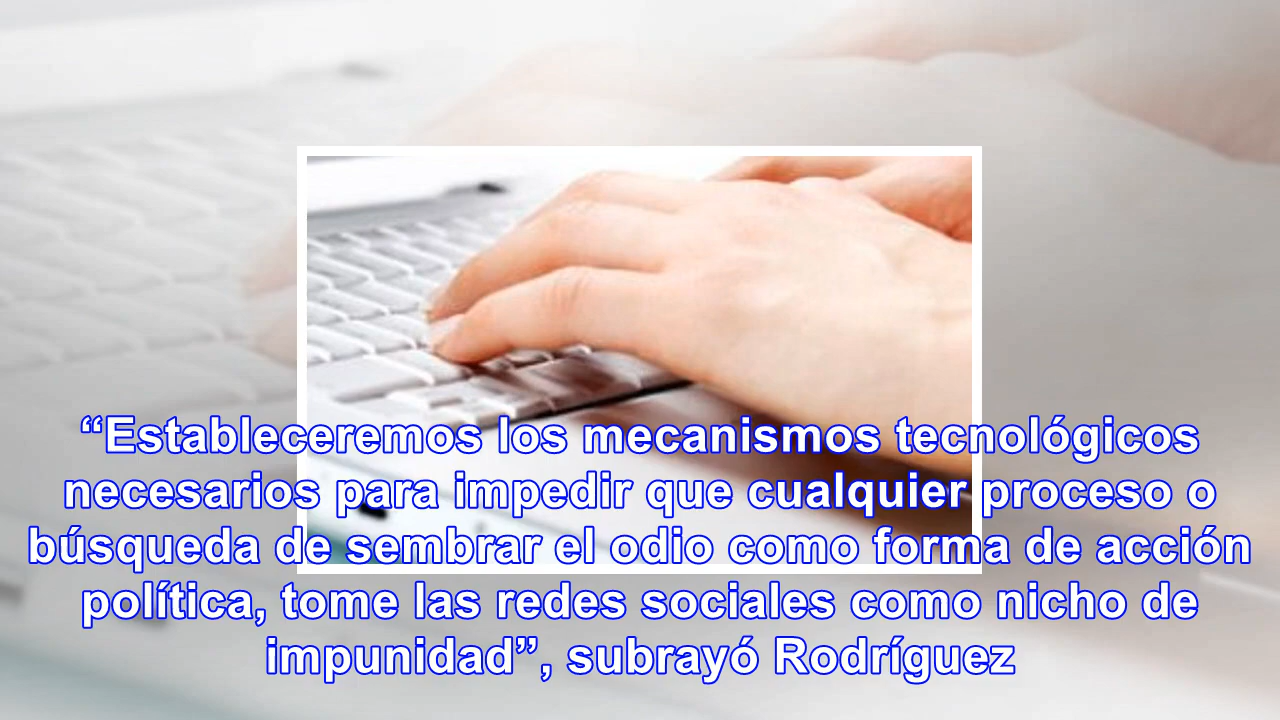 “Estableceremos los mecanismos tecnológicos
necesarios para impedir que cualquier proceso o
búsqueda de sembrar el odio como forma de acción
política, tome las redes sociales como nicho de
impunidad”, subrayó Rodríguez